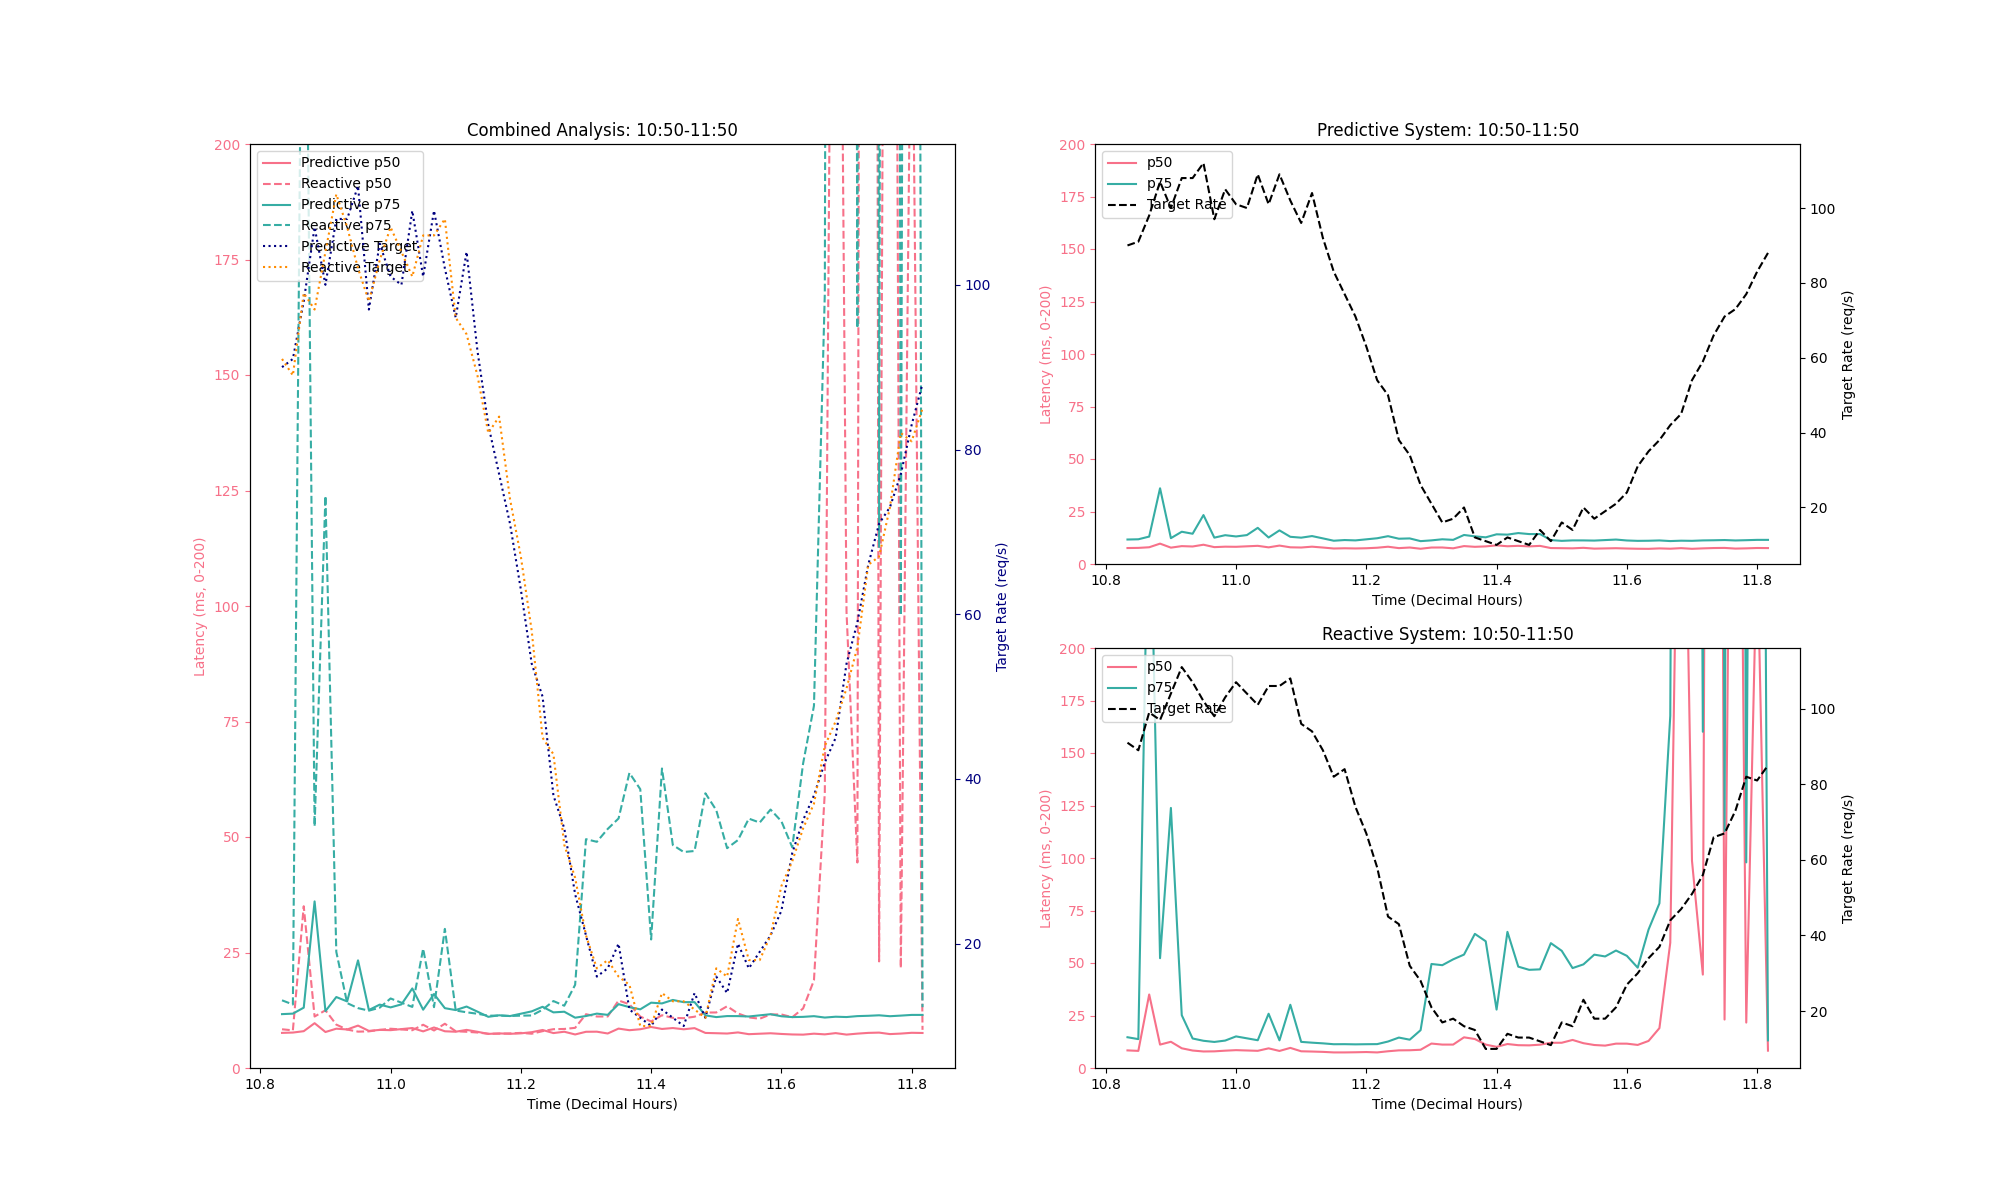 Combined Analysis: 10:50-11:50
Predictive p50
Reactive p50
Predictive p75
Reactive p75
Predictive Target
Reactive Target
200
175
150
125
100
75
50
25
0
Latency (ms, 0-200)
100
80
60
40
20
Target Rate (req/s)
10.8 11.0 11.2 11.4 11.6 11.8
Time (Decimal Hours)
Predictive System: 10:50-11:50
p50
p75
Target Rate
200
175
150
125
100
75
50
25
0
Latency (ms, 0-200)
100
80
60
40
20
Target Rate (req/s)
10.8 11.0 11.2 11.4 11.6 11.8
Time (Decimal Hours)
Reactive System: 10:50-11:50
p50
p75
Target Rate
200
175
150
125
100
75
50
25
0
Latency (ms, 0-200)
100
80
60
40
20
Target Rate (req/s)
10.8 11.0 11.2 11.4 11.6 11.8
Time (Decimal Hours)